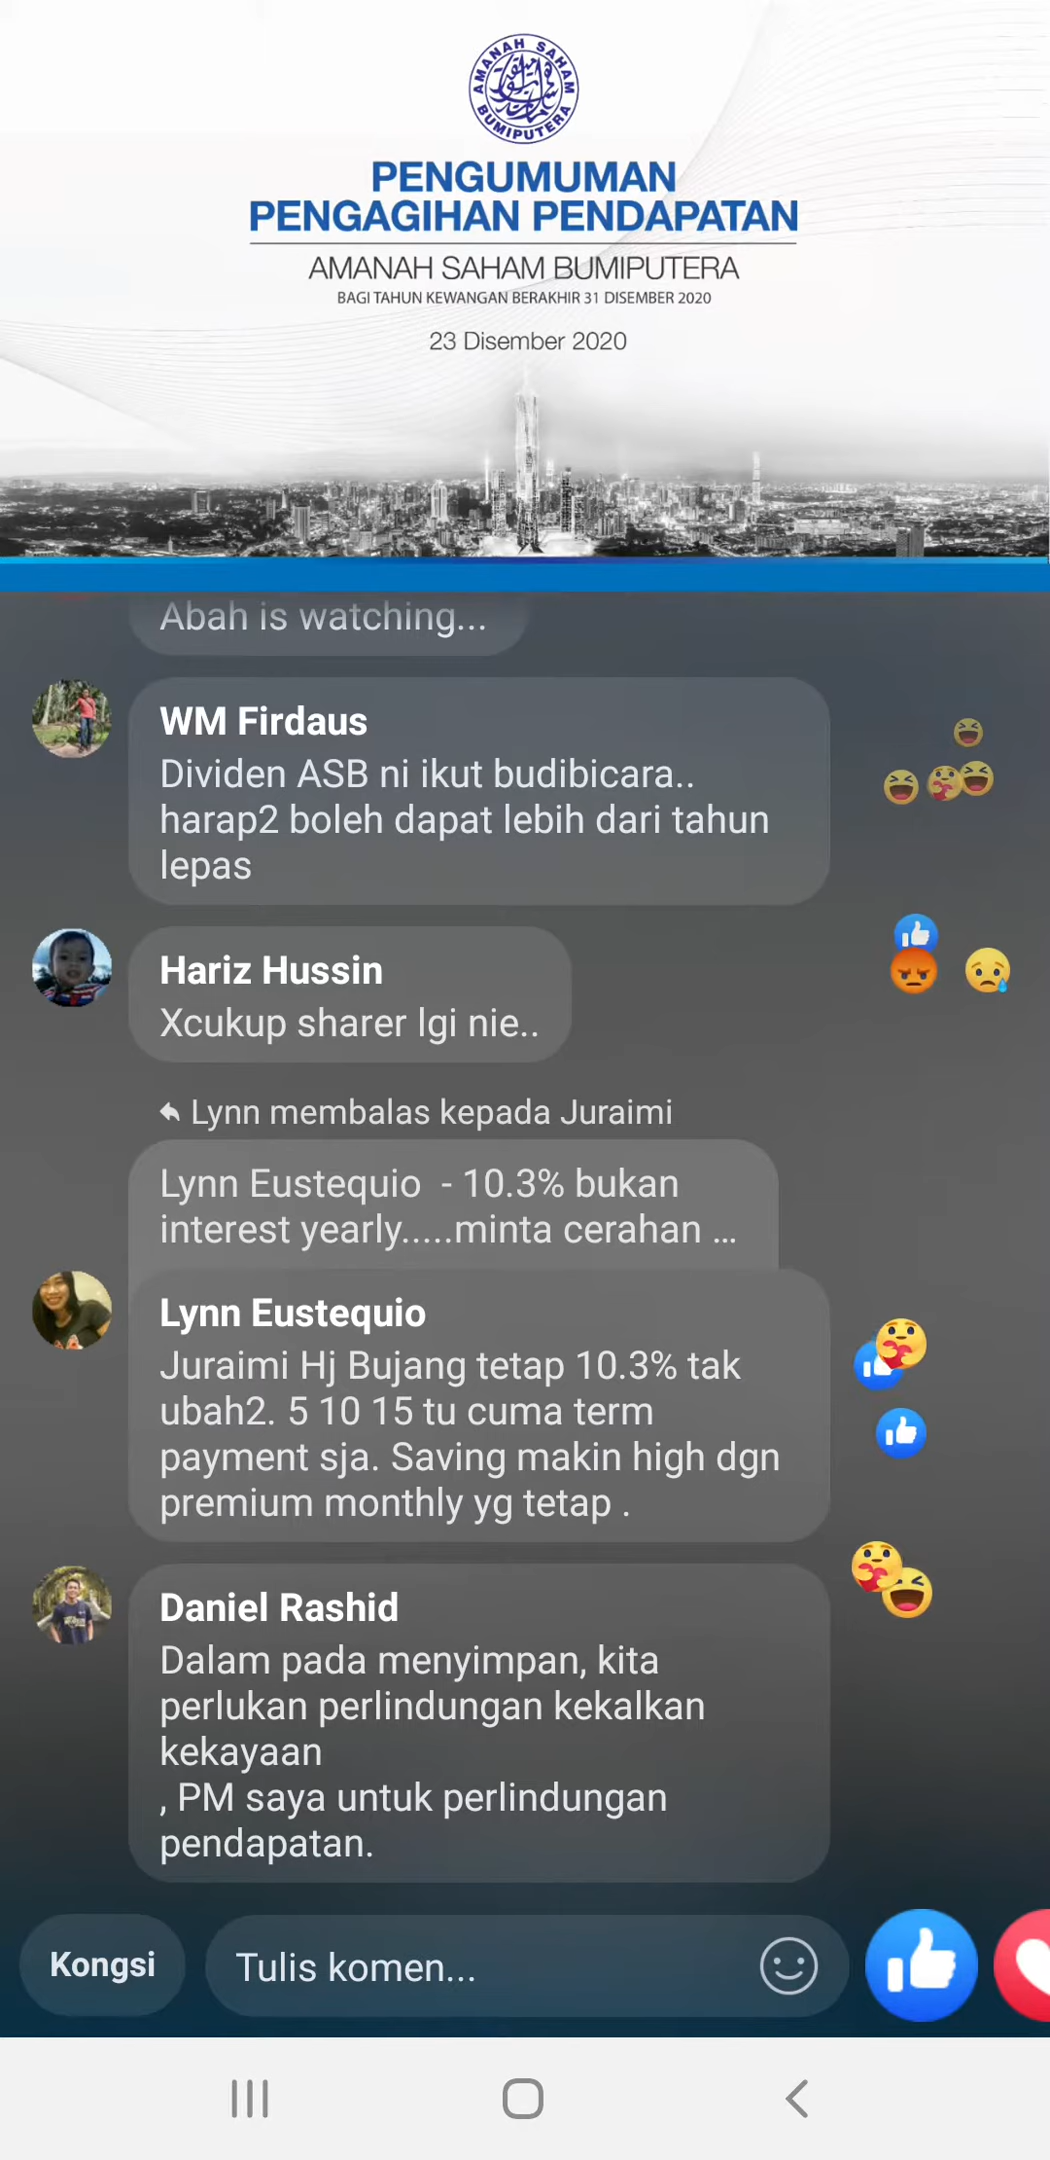 AMANAH SAHAM
BUMIPUTERA
PENGUMUMAN
PENGAGIHAN PENDAPATAN
AMANAH SAHAM BUMIPUTERA
BAGI TAHUN KEWANGAN BERAKHIR 31 DISEMBER 2020
23 Disember 2020
Abah is watching...
WM Firdaus
Dividen ASB ni ikut budibicara..
harap2 boleh dapat lebih dari tahun
lepas
Hariz Hussin
Xcukup sharer lgi nie..
Lynn membalas kepada Juraimi
Lynn Eustequio - 10.3% bukan
interest yearly.....minta cerahan ...
Lynn Eustequio
Juraimi Hj Bujang tetap 10.3% tak
ubah2. 5 10 15 tu cuma term
payment sja. Saving makin high dgn
premium monthly yg tetap .
Daniel Rashid
Dalam pada menyimpan, kita
perlukan perlindungan kekalkan
kekayaan
, PM saya untuk perlindungan
pendapatan.
Kongsi
Tulis komen...